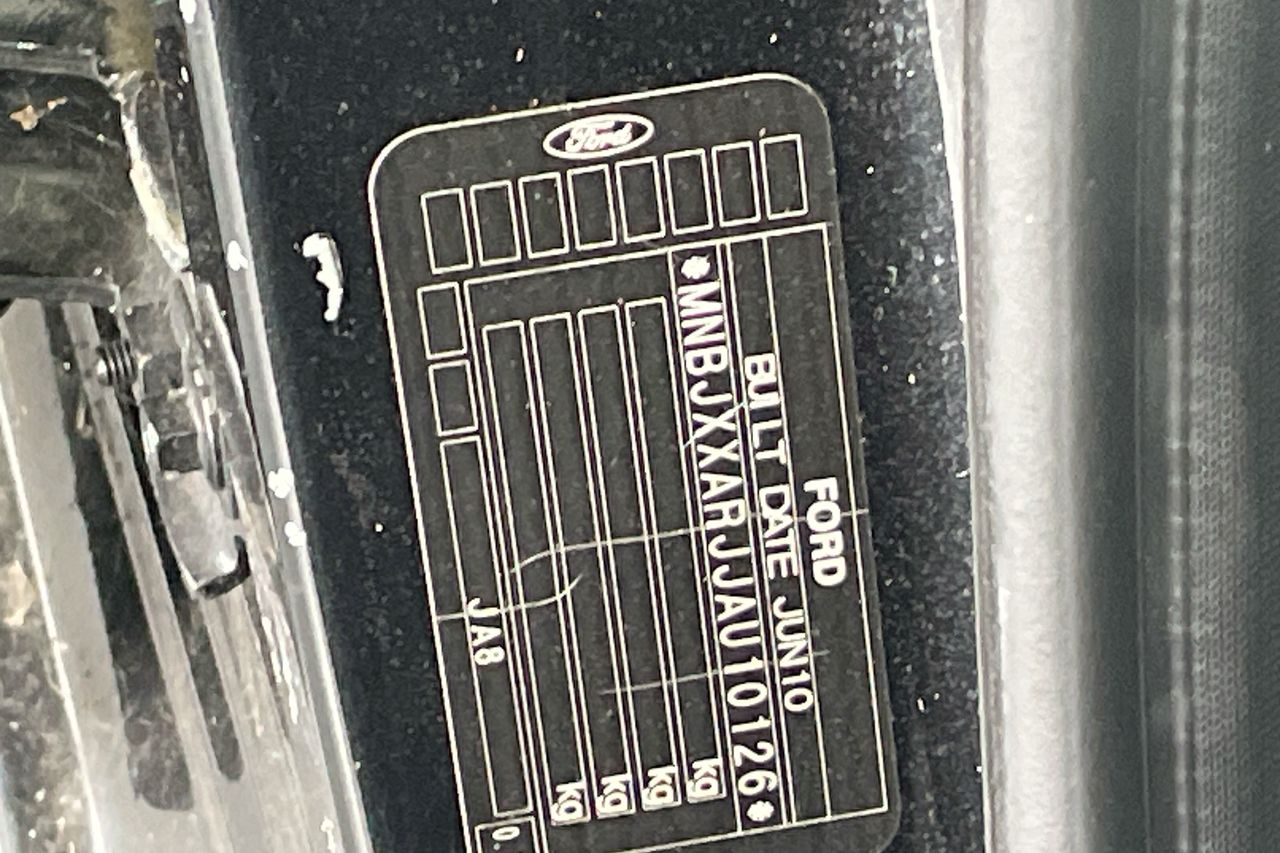 Ford
FORD
BUILT DATE JUN10
*MNBJXXARJJAU10126*
kg
kg
kg
kg
JA8
0.